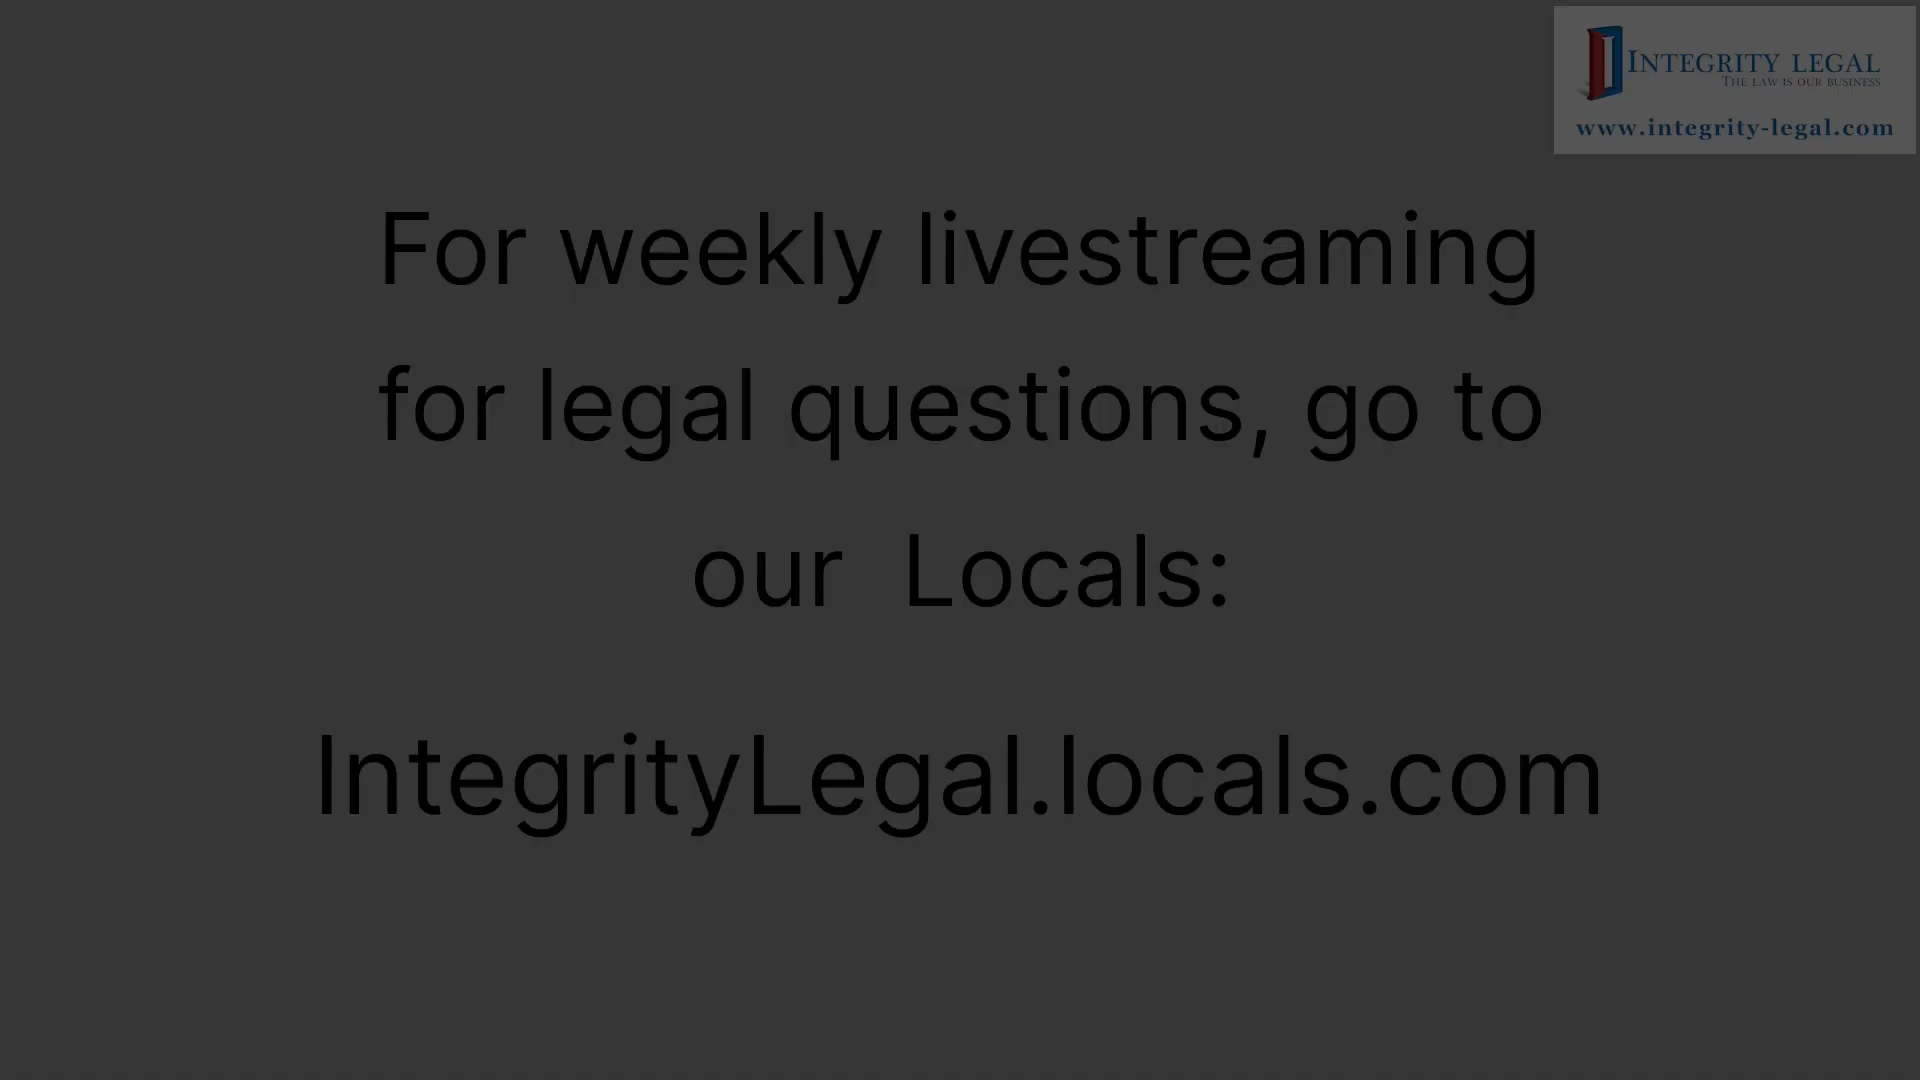 INTEGRITY LEGAL
THE LAW IS OUR BUSINESS
www.integrity-legal.com
For weekly livestreaming
for legal questions, go to
our Locals:
IntegrityLegal.locals.com